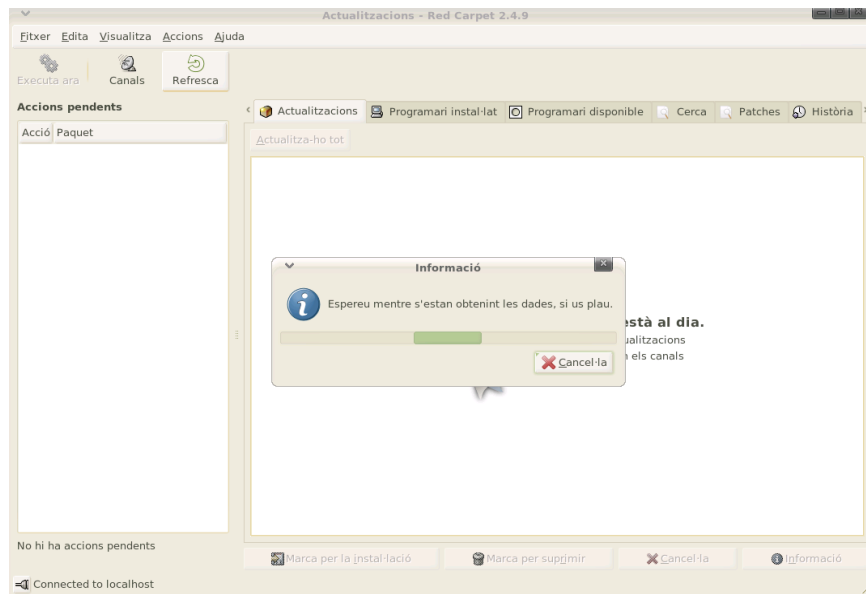 Actualitzacions - Red Carpet 2.4.9
Fitxer Edita Visualitza Accions Ajuda
Executa ara Canals Refresca
Accions pendents
Actualitzacions Programari instal·lat Programari disponible Cerca Patches Història
Acció Paquet
Actualitza-ho tot
Informació
Espereu mentre s'estan obtenint les dades, si us plau.
està al dia.
ualitzacions
els canals
Cancel·la
No hi ha accions pendents
Marca per la instal·lació Marca per suprimir Cancel·la Informació
Connected to localhost